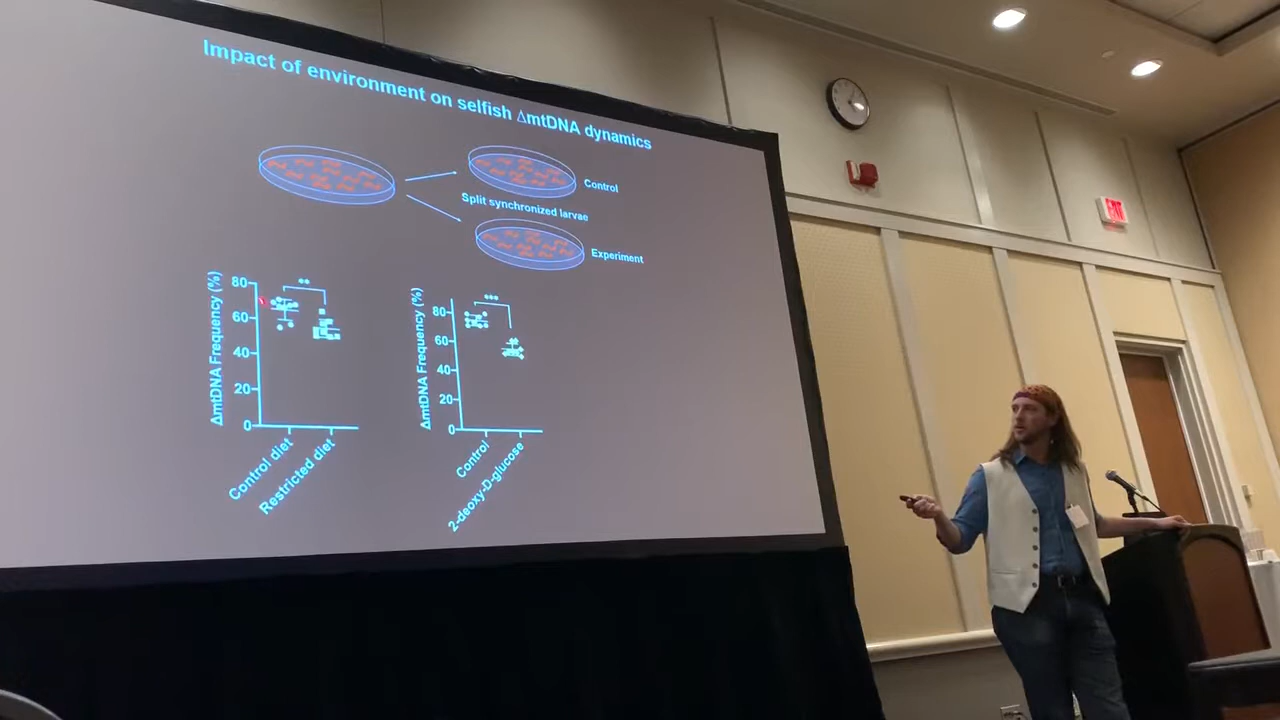 Impact of environment on selfish ΔmtDNA dynamics
Control
Split synchronized larvae
Experiment
ΔmtDNA Frequency (%)
80
60
40
20
0
**
Control diet
Restricted diet
ΔmtDNA Frequency (%)
80
60
40
20
0
***
Control
2-deoxy-D-glucose
EXIT